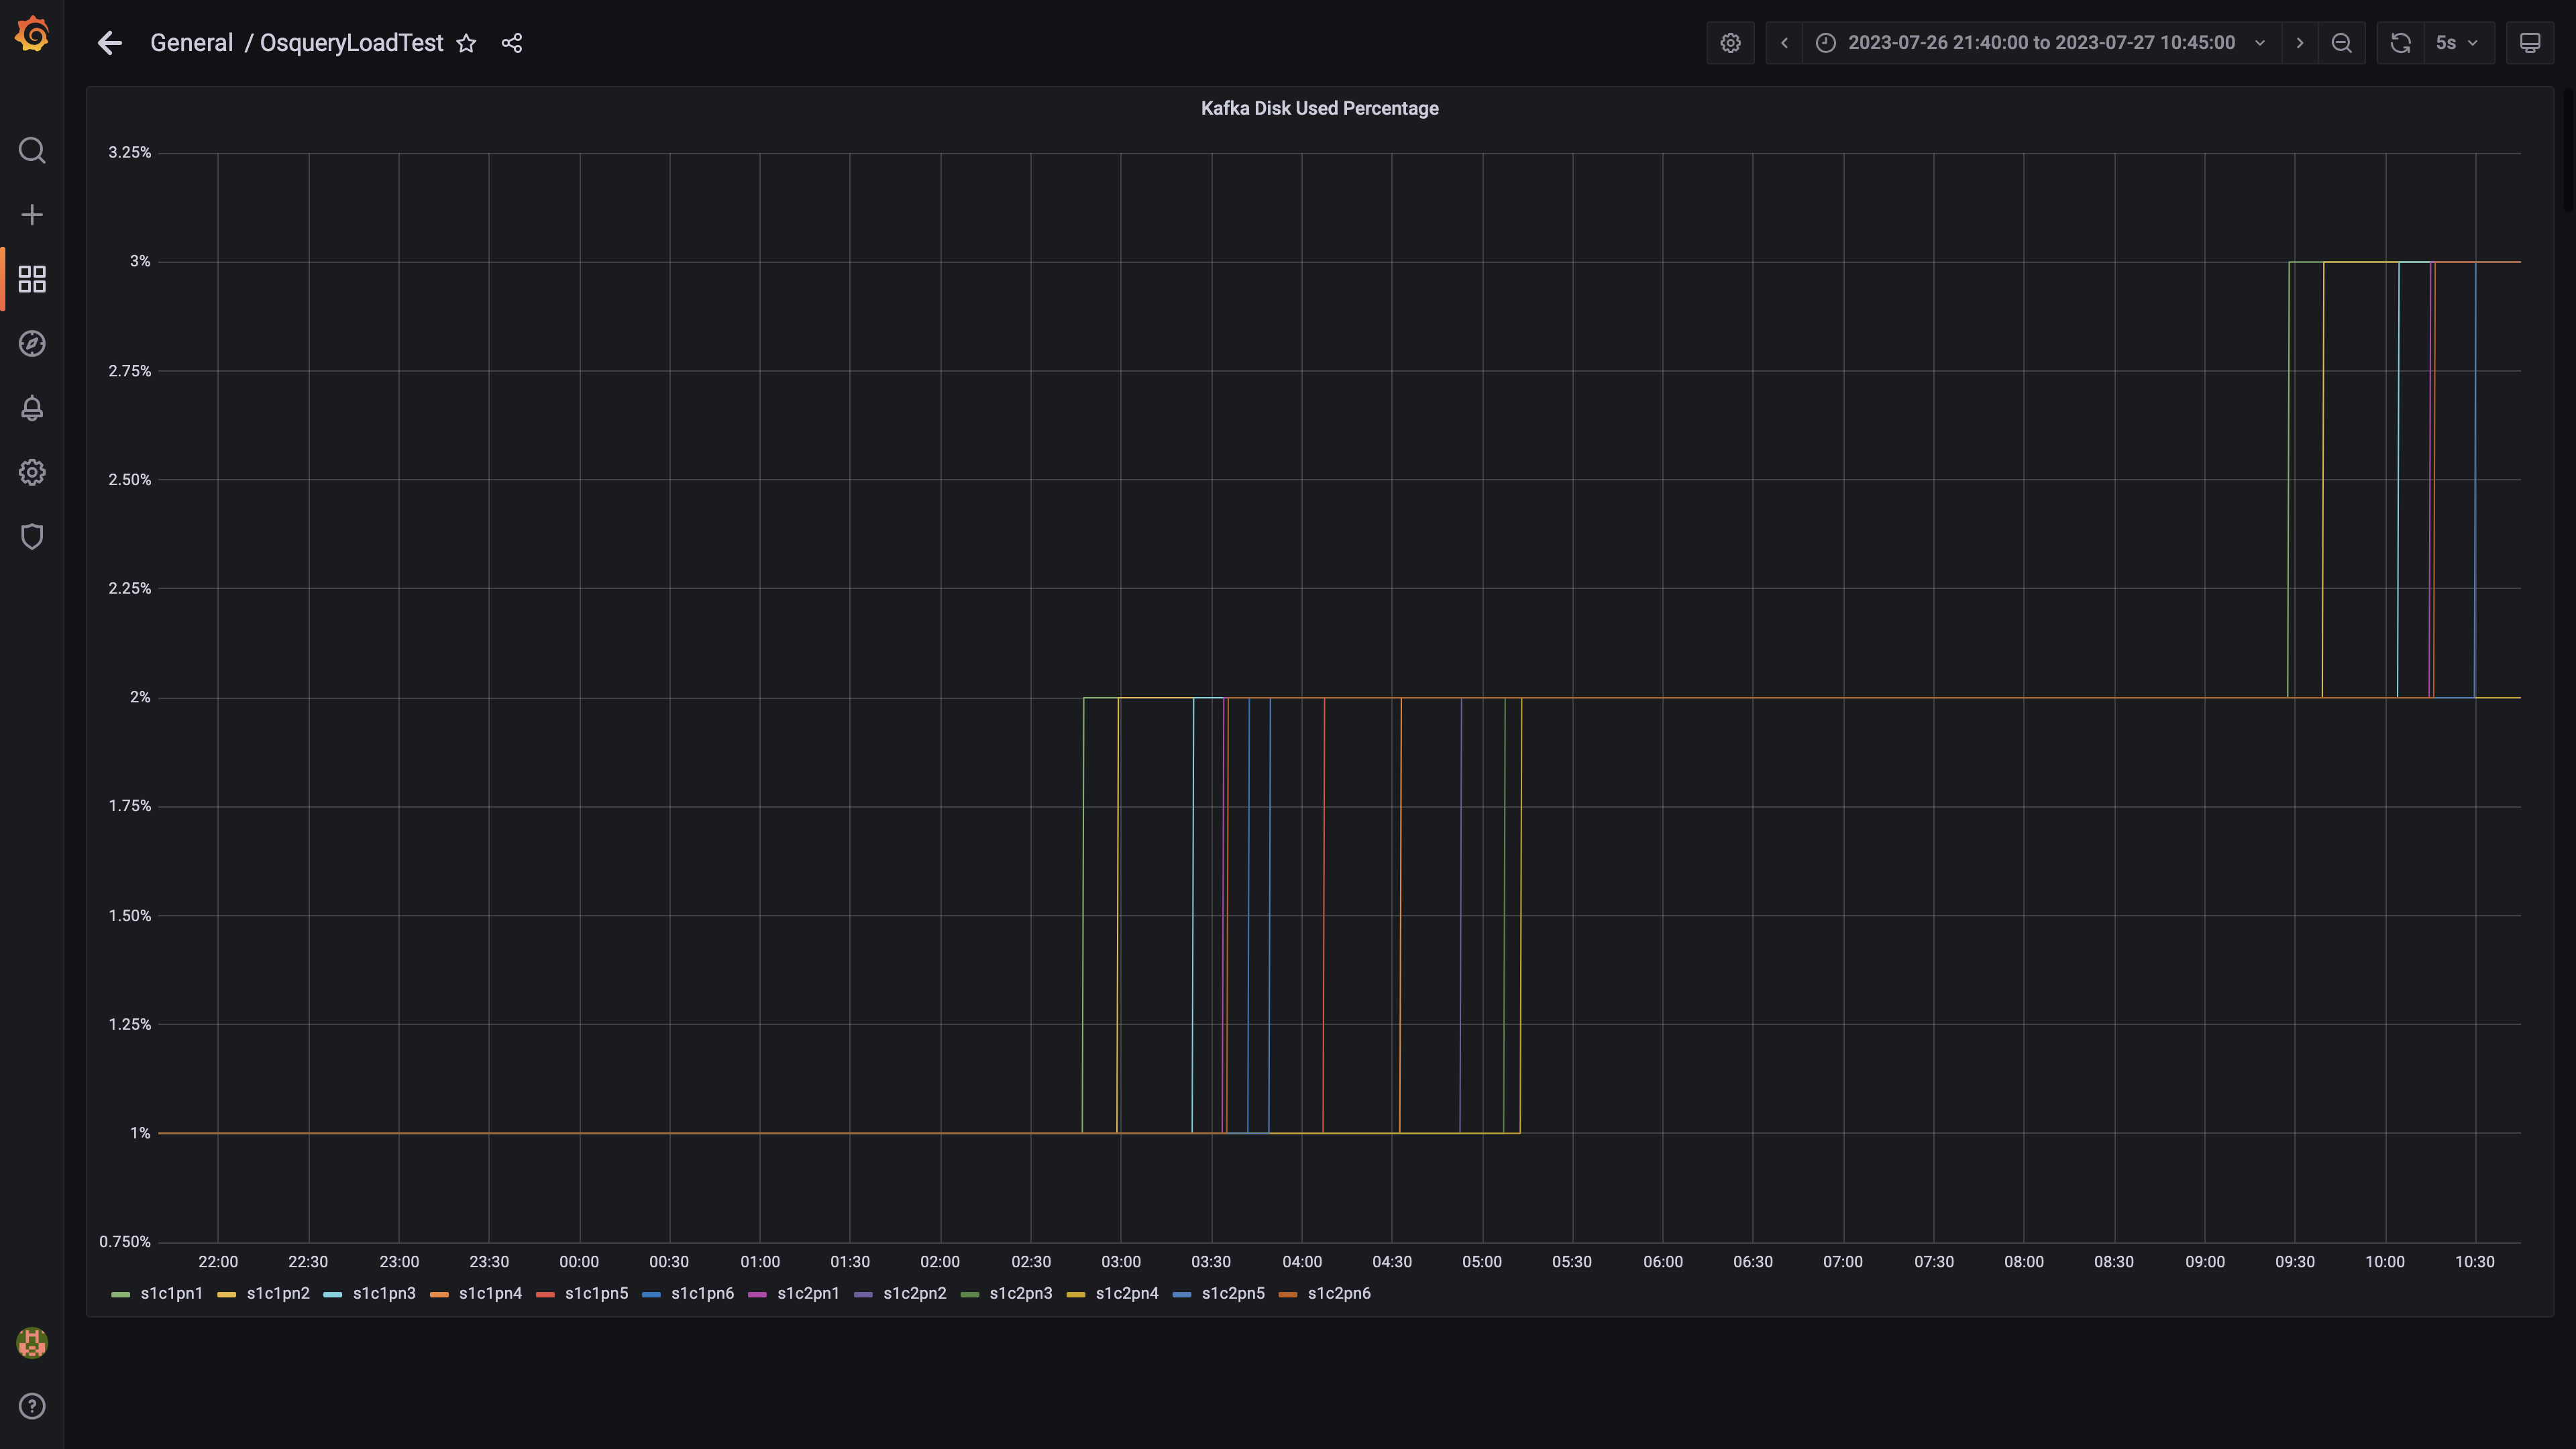 General / OsqueryLoadTest
2023-07-26 21:40:00 to 2023-07-27 10:45:00
5s
Kafka Disk Used Percentage
3.25%
3%
2.75%
2.50%
2.25%
2%
1.75%
1.50%
1.25%
1%
0.750%
22:00 22:30 23:00 23:30 00:00 00:30 01:00 01:30 02:00 02:30 03:00 03:30 04:00 04:30 05:00 05:30 06:00 06:30 07:00 07:30 08:00 08:30 09:00 09:30 10:00 10:30
s1c1pn1 s1c1pn2 s1c1pn3 s1c1pn4 s1c1pn5 s1c1pn6 s1c2pn1 s1c2pn2 s1c2pn3 s1c2pn4 s1c2pn5 s1c2pn6